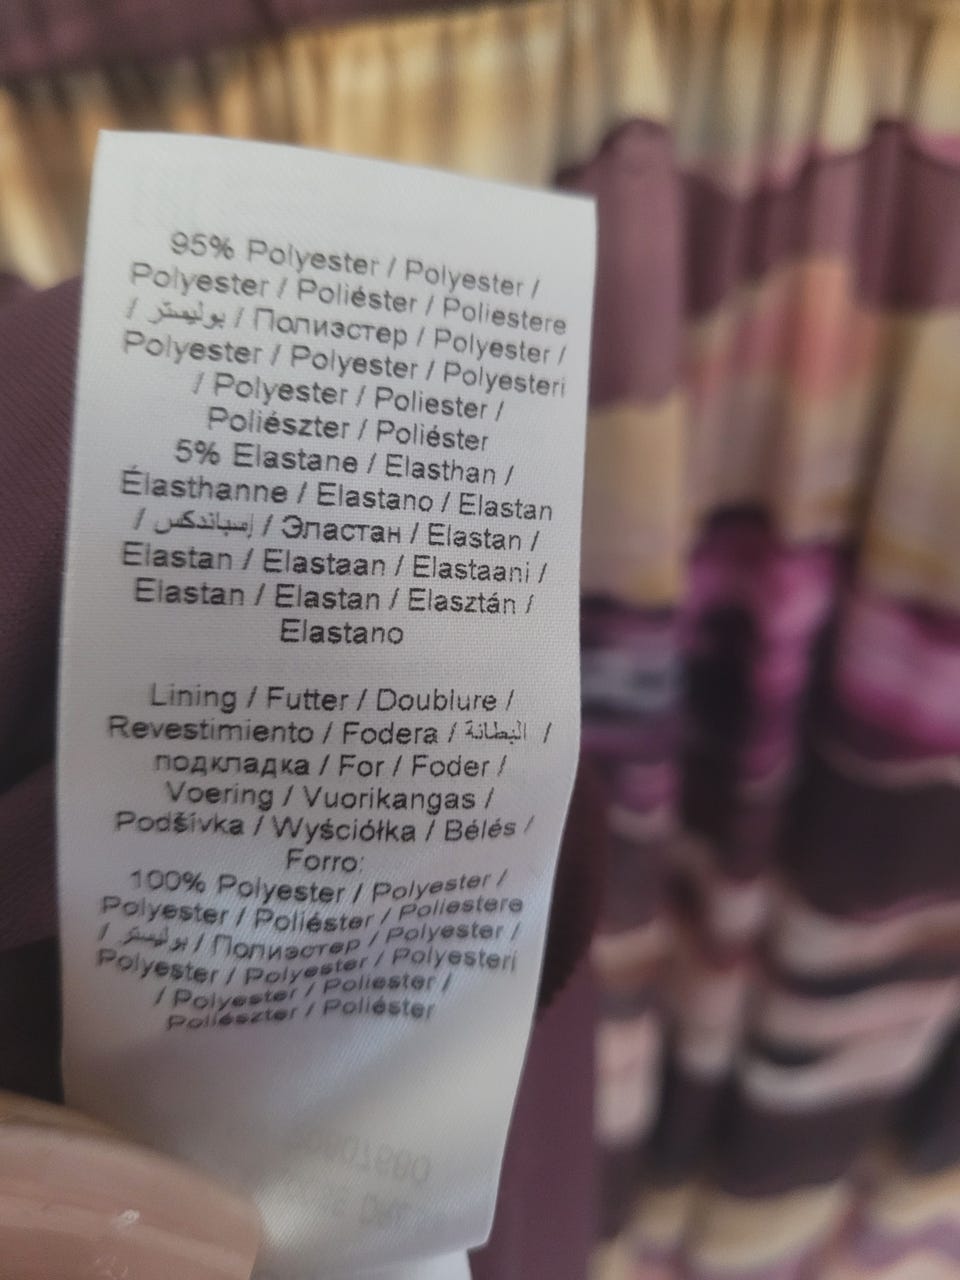 95% Polyester / Polyester /
Polyester / Poliéster / Poliestere
/ بوليستر / Полиэстер / Polyester /
Polyester / Polyester / Polyesteri
/ Polyester / Poliester /
Poliészter / Poliéster
5% Elastane / Elasthan /
Élasthanne / Elastano / Elastan
/ إسباندكس / Эластан / Elastan /
Elastan / Elastaan / Elastaani /
Elastan / Elastan / Elasztán /
Elastano
Lining / Futter / Doublure /
Revestimiento / Fodera / البطانة /
подкладка / For / Foder /
Voering / Vuorikangas /
Podšívka / Wyściółka / Bélés /
Forro:
100% Polyester / Polyester /
Polyester / Poliéster / Poliestere
/ بوليستر / Полиэстер / Polyester /
Polyester / Polyester / Polyesteri
/ Polyester / Poliester /
Poliészter / Poliéster